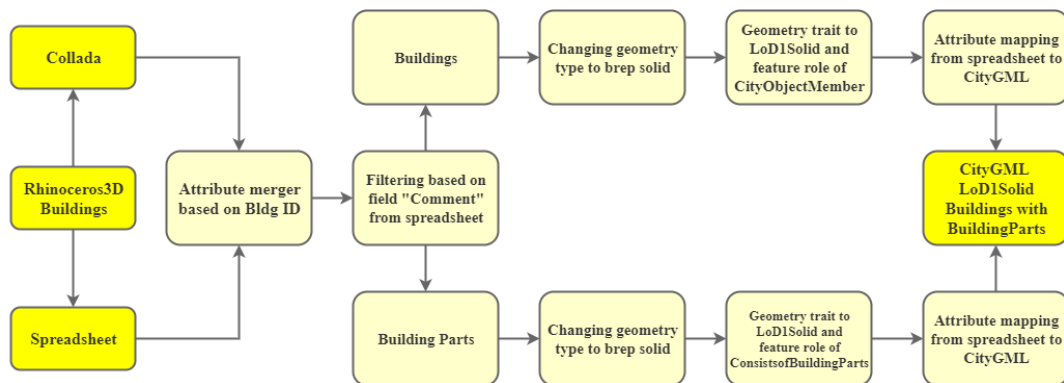 Collada
Rhinoceros3D
Buildings
Spreadsheet
Attribute merger
based on Bldg ID
Filtering based on
field "Comment"
from spreadsheet
Buildings
Changing geometry
type to brep solid
Geometry trait to
LoD1Solid and
feature role of
CityObjectMember
Attribute mapping
from spreadsheet to
CityGML
Building Parts
Changing geometry
type to brep solid
Geometry trait to
LoD1Solid and
feature role of
ConsistsofBuildingParts
Attribute mapping
from spreadsheet to
CityGML
CityGML
LoD1Solid
Buildings with
BuildingParts